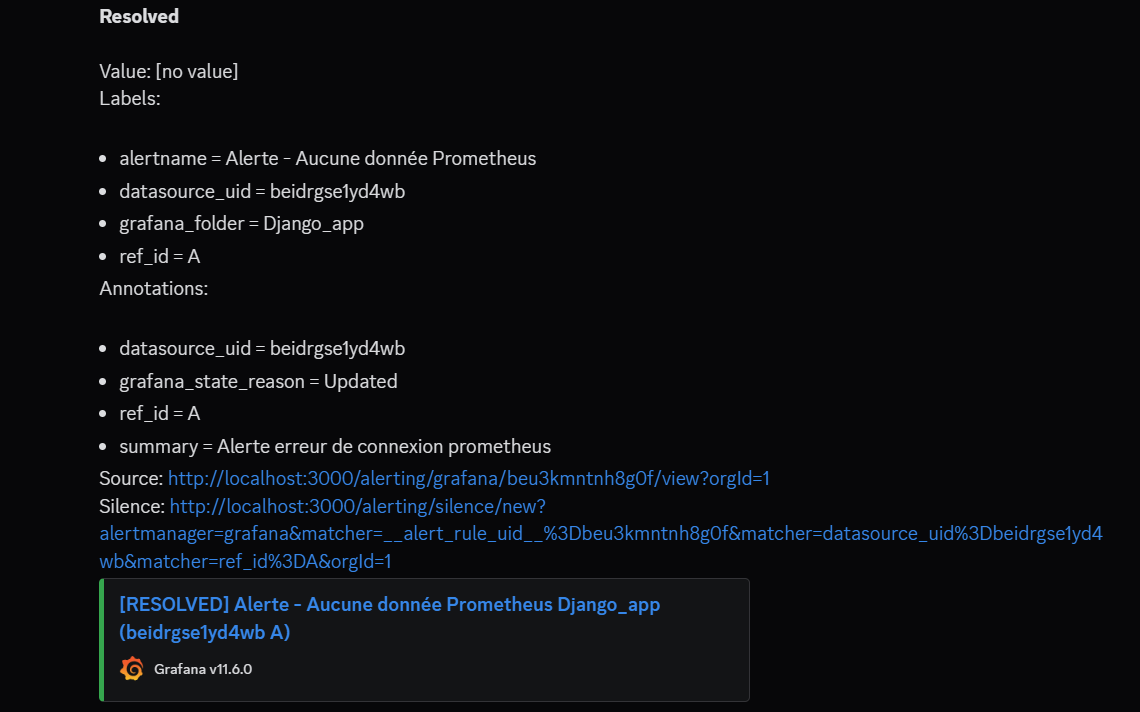 Resolved
Value: [no value]
Labels:
• alertname = Alerte - Aucune donnée Prometheus
• datasource_uid = beidrgse1yd4wb
• grafana_folder = Django_app
• ref_id = A
Annotations:
• datasource_uid = beidrgse1yd4wb
• grafana_state_reason = Updated
• ref_id = A
• summary = Alerte erreur de connexion prometheus
Source: http://localhost:3000/alerting/grafana/beu3kmntnh8g0f/view?orgId=1
Silence: http://localhost:3000/alerting/silence/new?
alertmanager=grafana&matcher=__alert_rule_uid__%3Dbeu3kmntnh8g0f&matcher=datasource_uid%3Dbeidrgse1yd4
wb&matcher=ref_id%3DA&orgId=1
[RESOLVED] Alerte - Aucune donnée Prometheus Django_app
(beidrgse1yd4wb A)
Grafana v11.6.0